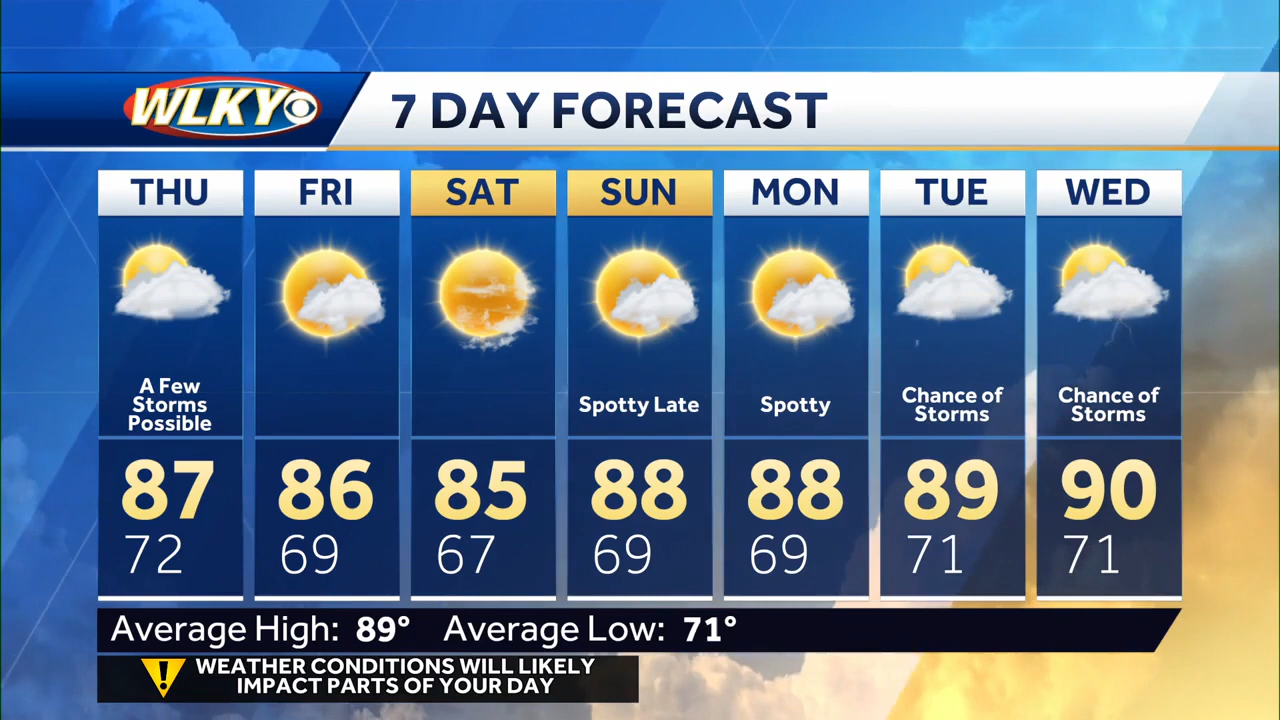 WLKY
7 DAY FORECAST
THU
FRI
SAT
SUN
MON
TUE
WED
A Few
Storms
Possible
Spotty Late
Spotty
Chance of
Storms
Chance of
Storms
87
86
85
88
88
89
90
72
69
67
69
69
71
71
Average High: 89° Average Low: 71°
WEATHER CONDITIONS WILL LIKELY
IMPACT PARTS OF YOUR DAY